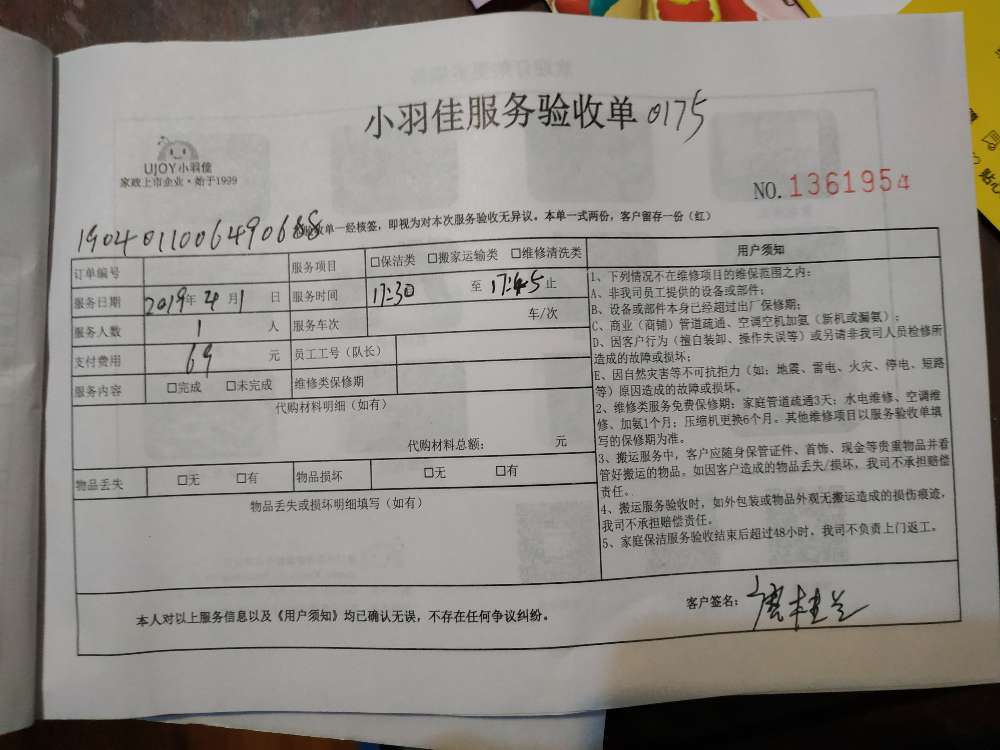 小羽佳服务验收单 0175
UJOY小羽佳
家政上市企业·始于1999
NO.1361954
19040110064906888
收单一经核签，即视为对本次服务验收无异议。本单一式两份，客户留存一份（红）
订单编号 服务项目 □保洁类 □搬家运输类 □维修清洗类
服务日期 2019年4月1日 服务时间 17:30 至 17:45 止
服务人数 1 人 服务车次 车/次
支付费用 69 元 员工工号（队长）
服务内容 □完成 □未完成 维修类保修期
代购材料明细（如有）
代购材料总额： 元
物品丢失 □无 □有 物品损坏 □无 □有
物品丢失或损坏明细填写（如有）
用户须知
1、下列情况不在维修项目的维保范围之内：
A、非我司员工提供的设备或部件；
B、设备或部件本身已经超过出厂保修期；
C、商业（商铺）管道疏通、空调空机加氨（新机或漏氨）；
D、因客户行为（擅自装卸、操作失误等）或另请非我司人员检修所
造成的故障或损坏；
E、因自然灾害等不可抗拒力（如：地震、雷电、火灾、停电、短路
等）原因造成的故障或损坏。
2、维修类服务免费保修期：家庭管道疏通3天；水电维修、空调维
修、加氨1个月；压缩机更换6个月。其他维修项目以服务验收单填
写的保修期为准。
3、搬运服务中，客户应随身保管证件、首饰、现金等贵重物品并看
管好搬运的物品。如因客户造成的物品丢失/损坏，我司不承担赔偿
责任。
4、搬运服务验收时，如外包装或物品外观无搬运造成的损伤痕迹，
我司不承担赔偿责任。
5、家庭保洁服务验收结束后超过48小时，我司不负责上门返工。
本人对以上服务信息以及《用户须知》均已确认无误，不存在任何争议纠纷。
客户签名：唐桂兰
贴心